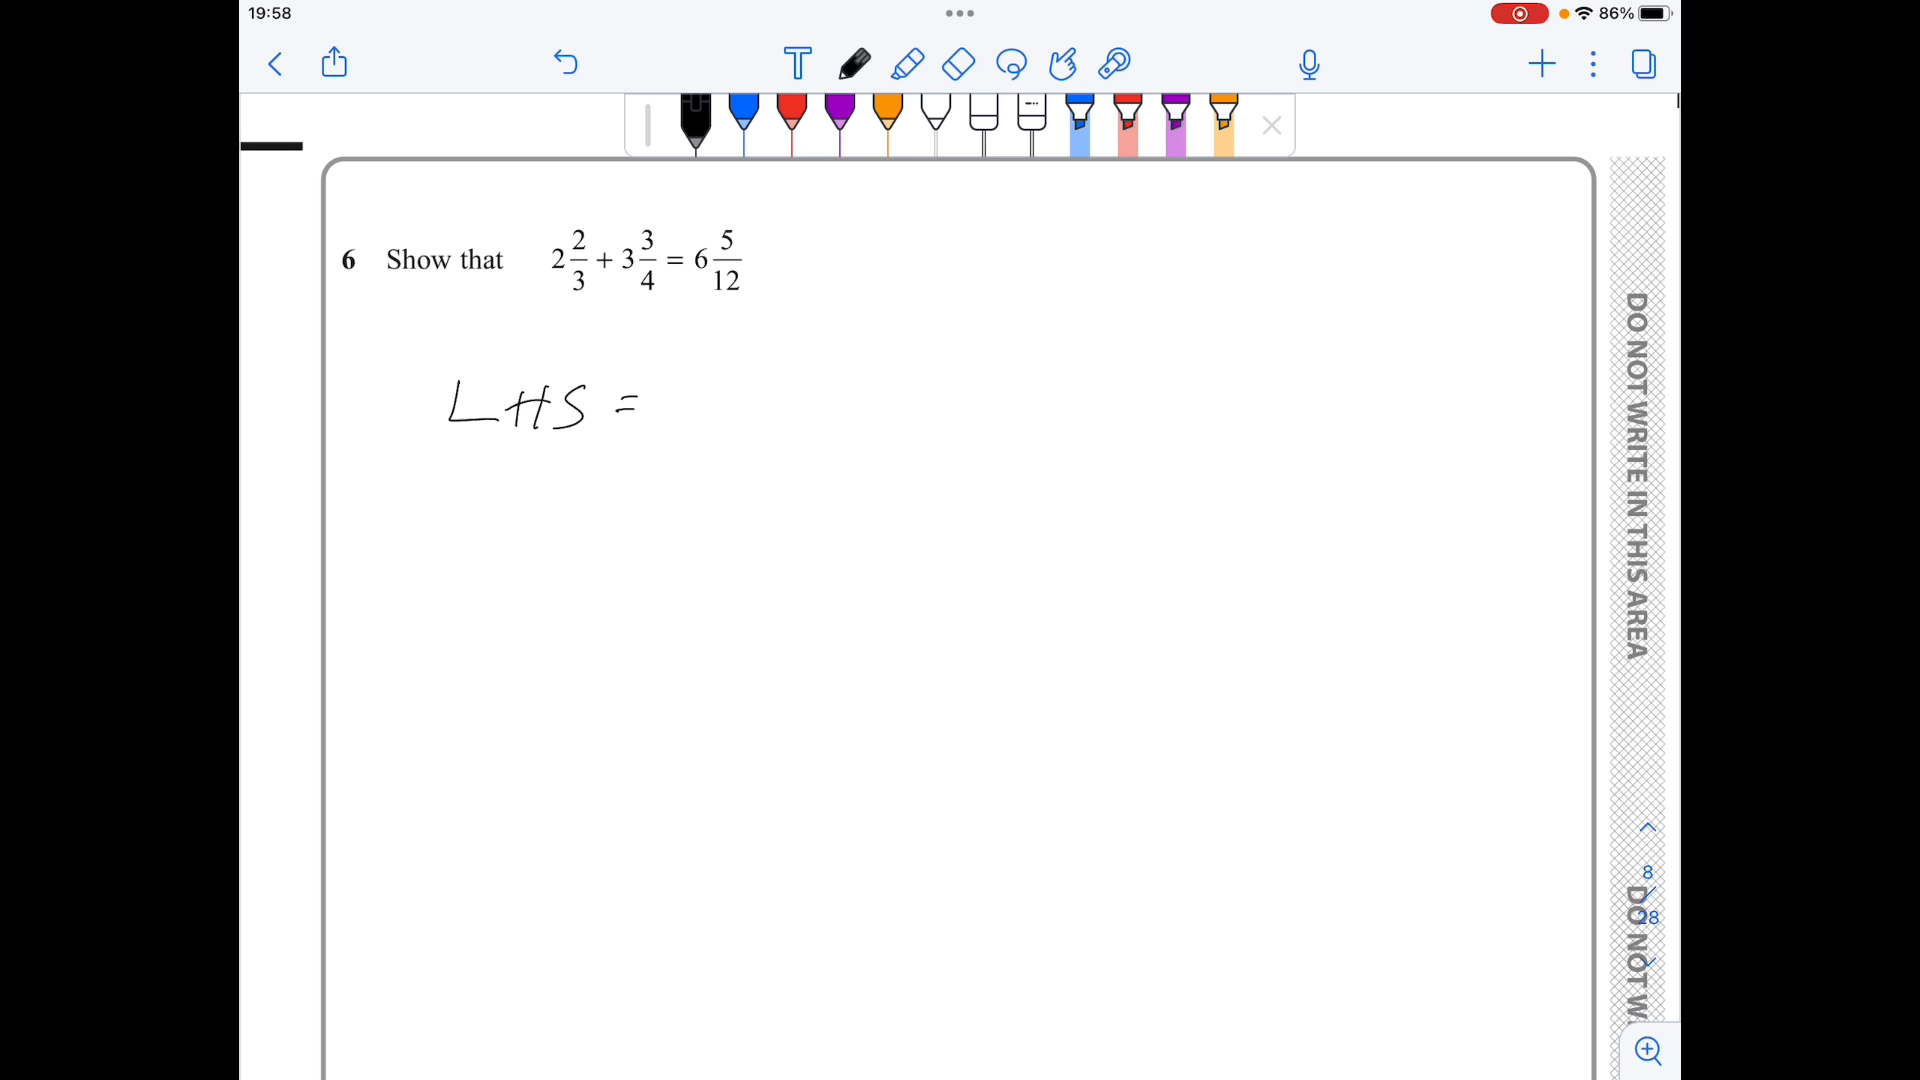 19:58
86%
6 Show that 2 2/3 + 3 3/4 = 6 5/12
LHS =
DO NOT WRITE IN THIS AREA
8
28
DO NOT W